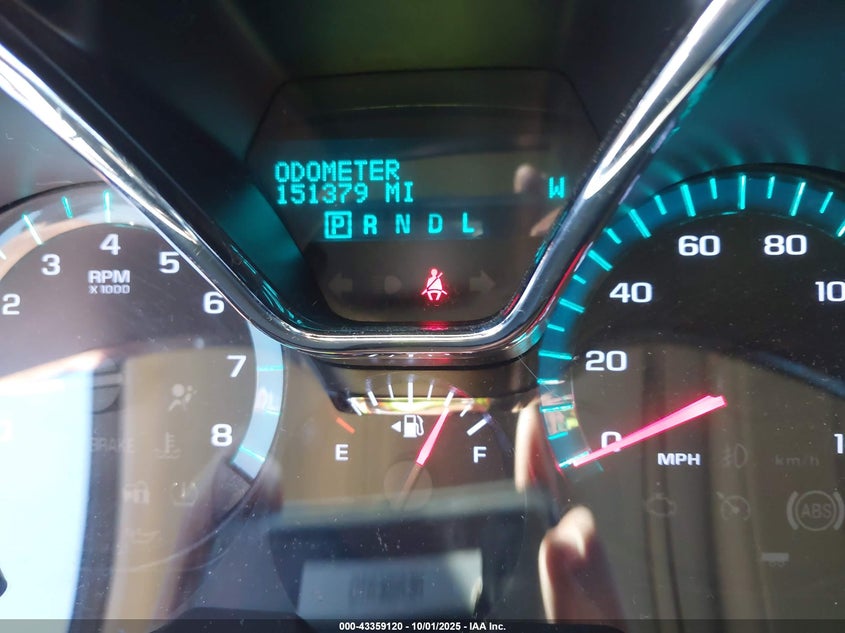 ODOMETER
151379 MI W
P R N D L
2 3 4 5 6 7 8
RPM
X 1000
E F
0 20 40 60 80
MPH
BRAKE
km/h
ABS
000-43359120 - 10/01/2025 - IAA Inc.